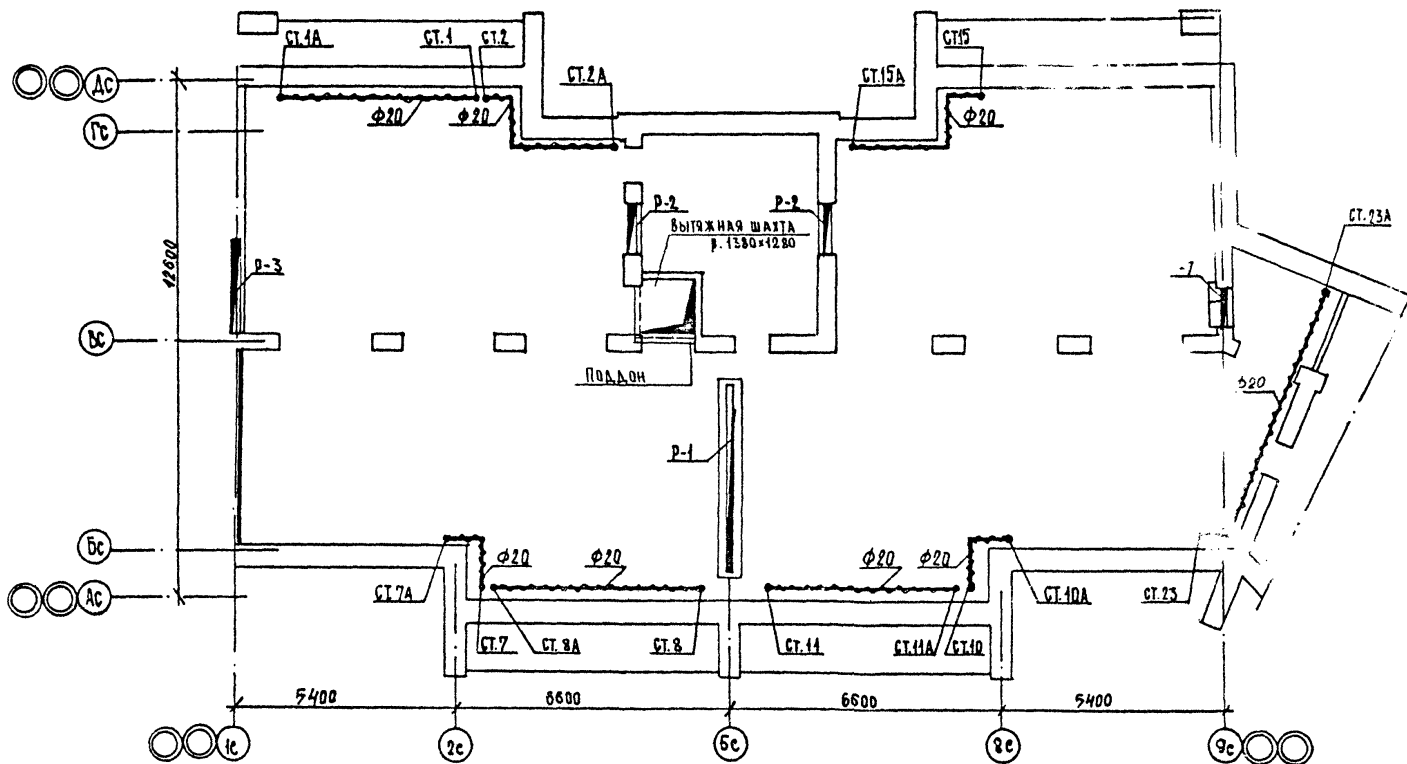 СТ.1А
СТ.1
СТ.2
СТ.2А
СТ.15А
СТ15
Дс
Гс
ф20
ф20
ф20
Р-2
Р-2
ВЫТЯЖНАЯ ШАХТА
р. 1380×1280
СТ.23А
12600
Р-3
-7
Вс
ПОДДОН
Р-1
Бс
ф20
ф20
ф20
ф20
Ас
СТ.7А
СТ.10А
СТ.23
СТ.7
СТ.8А
СТ.8
СТ.11
СТ.11А
СТ.10
5400
6600
6600
5400
1с
2с
5с
8с
9с